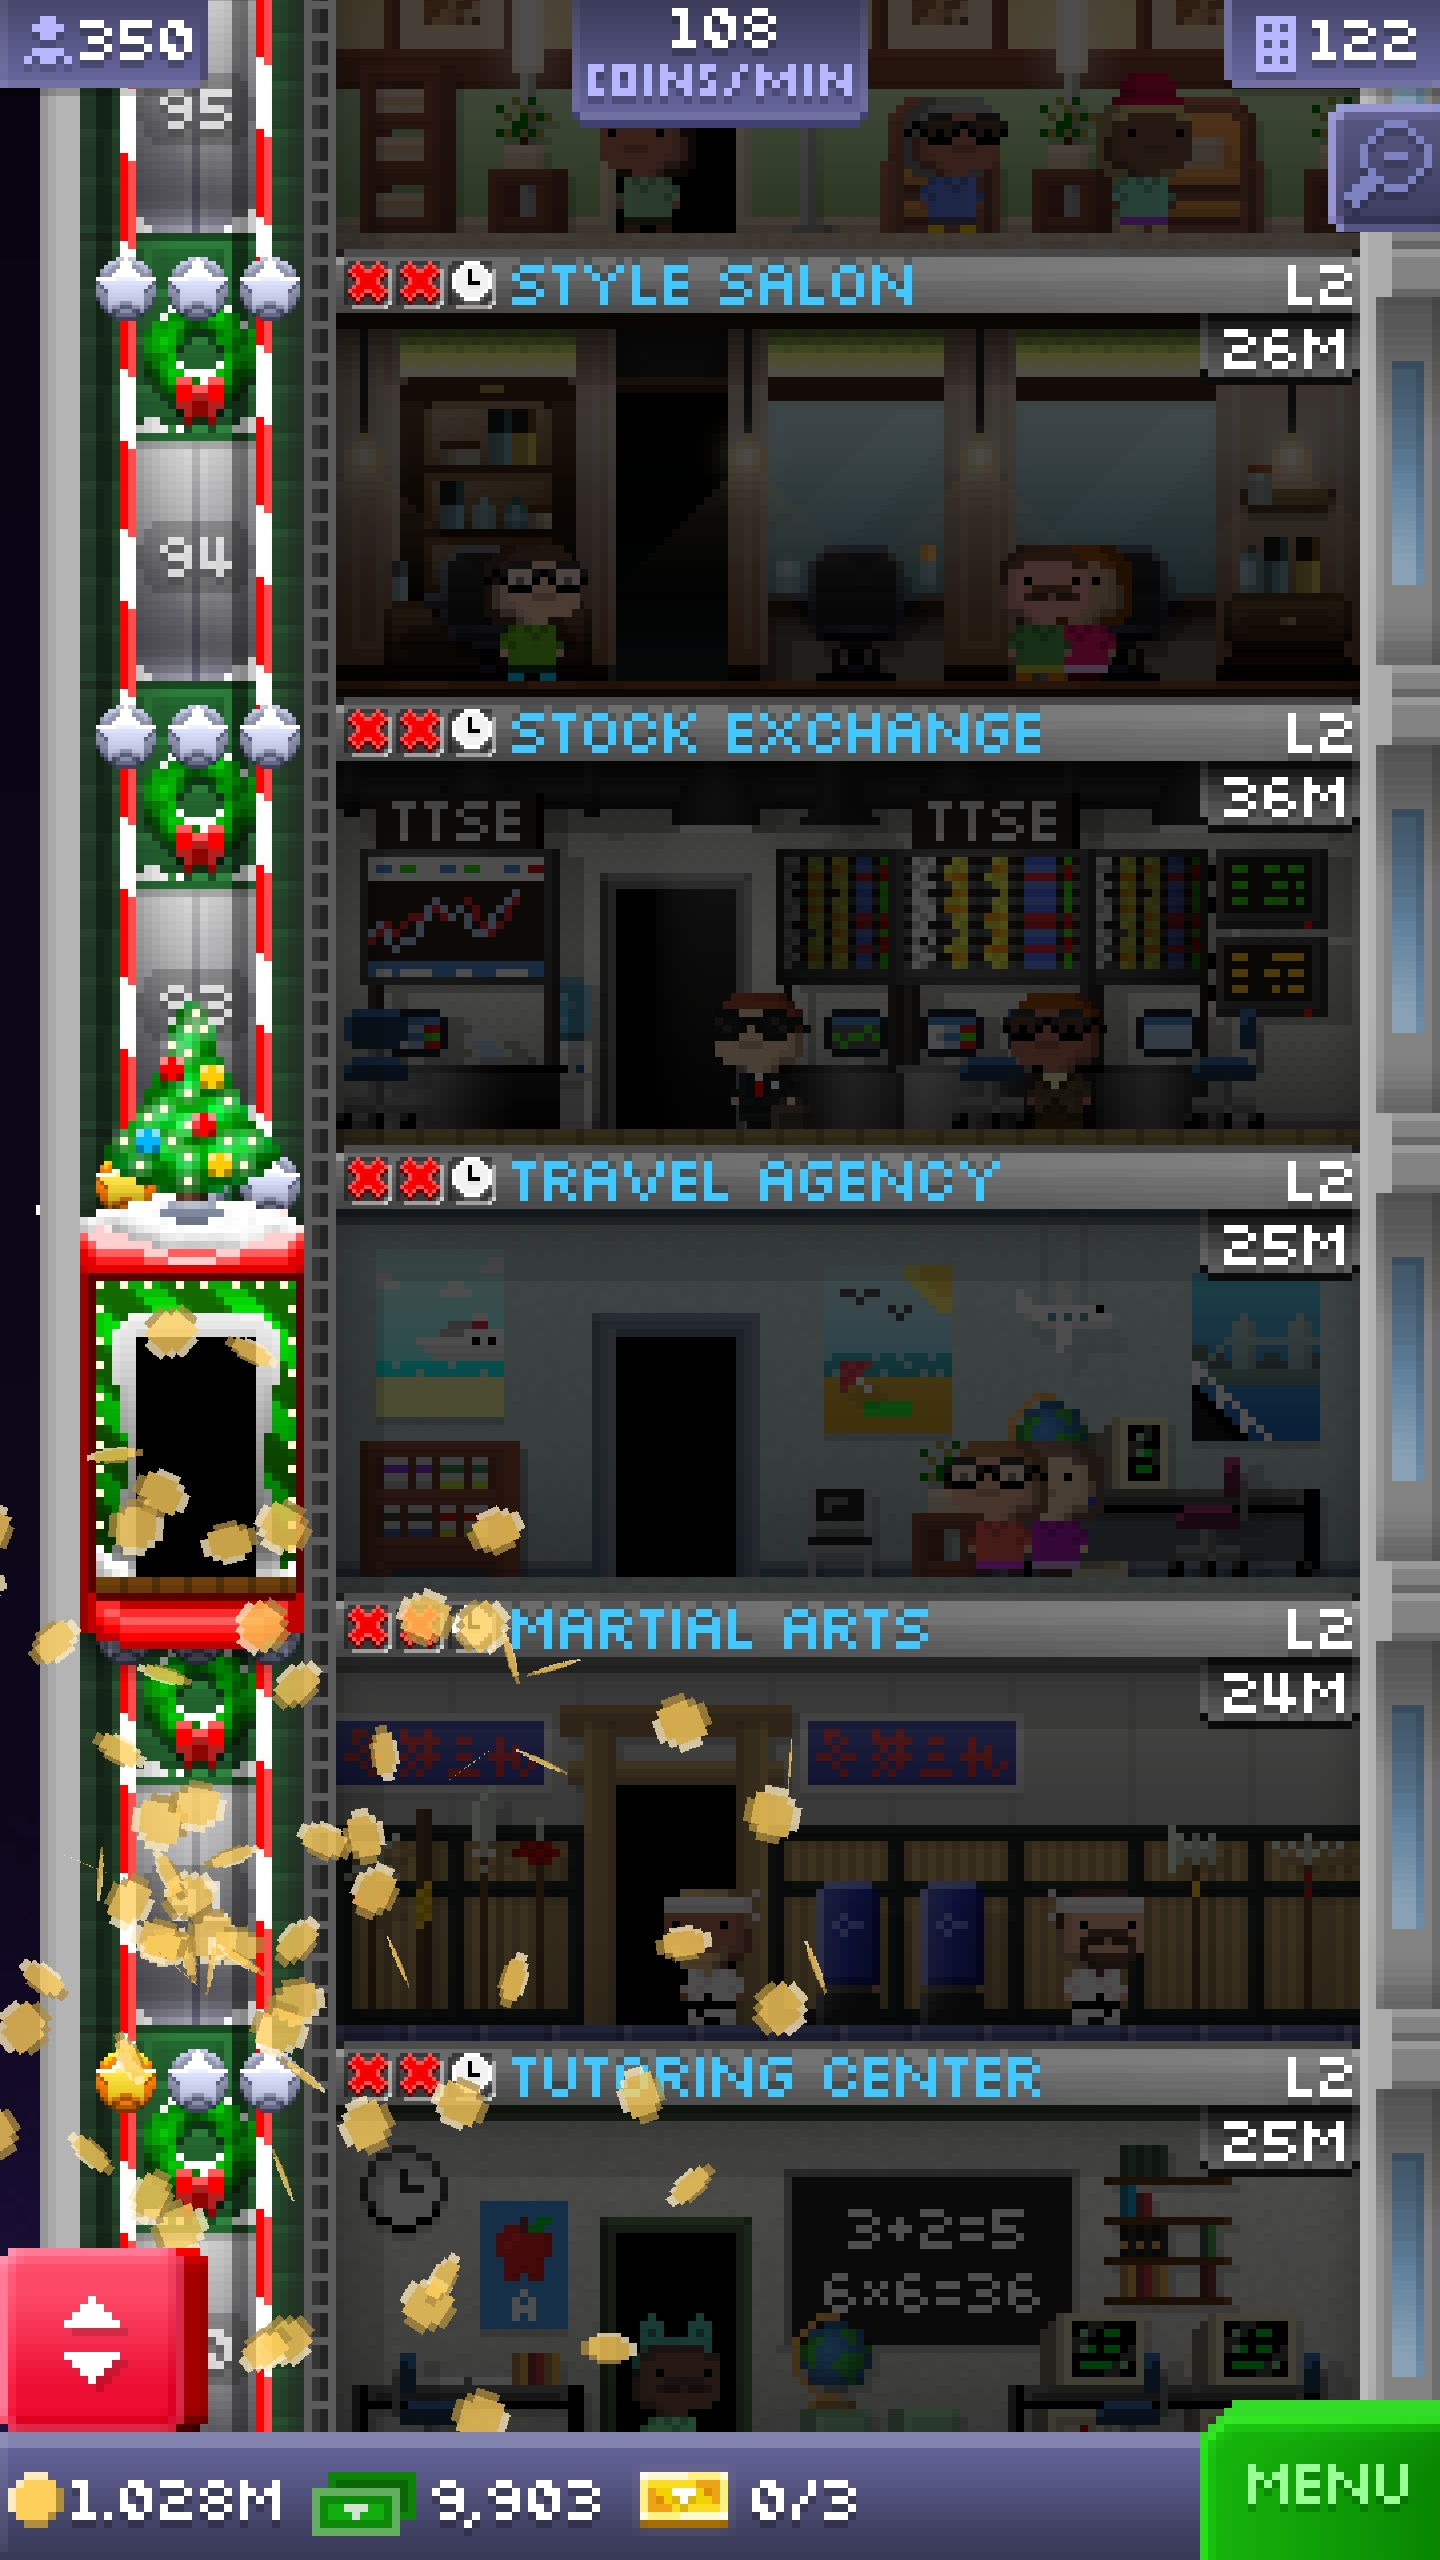 350
108
COINS/MIN
122
95
STYLE SALON
L2
26M
94
STOCK EXCHANGE
L2
36M
TTSE
TTSE
TRAVEL AGENCY
L2
25M
MARTIAL ARTS
L2
24M
TUTORING CENTER
L2
25M
3+2=5
6×6=36
A
1.028M
9,903
0/3
MENU